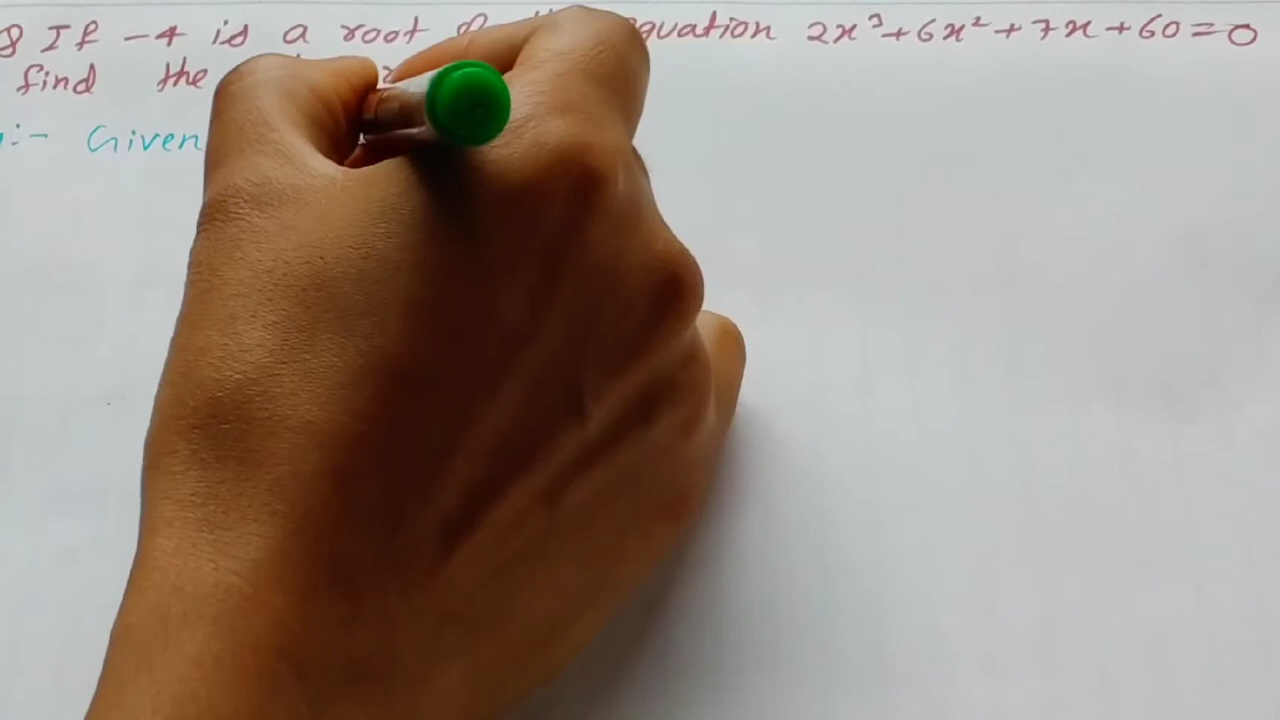 8 If -4 is a root equation 2x³+6x²+7x+60=0
find the
:- Given